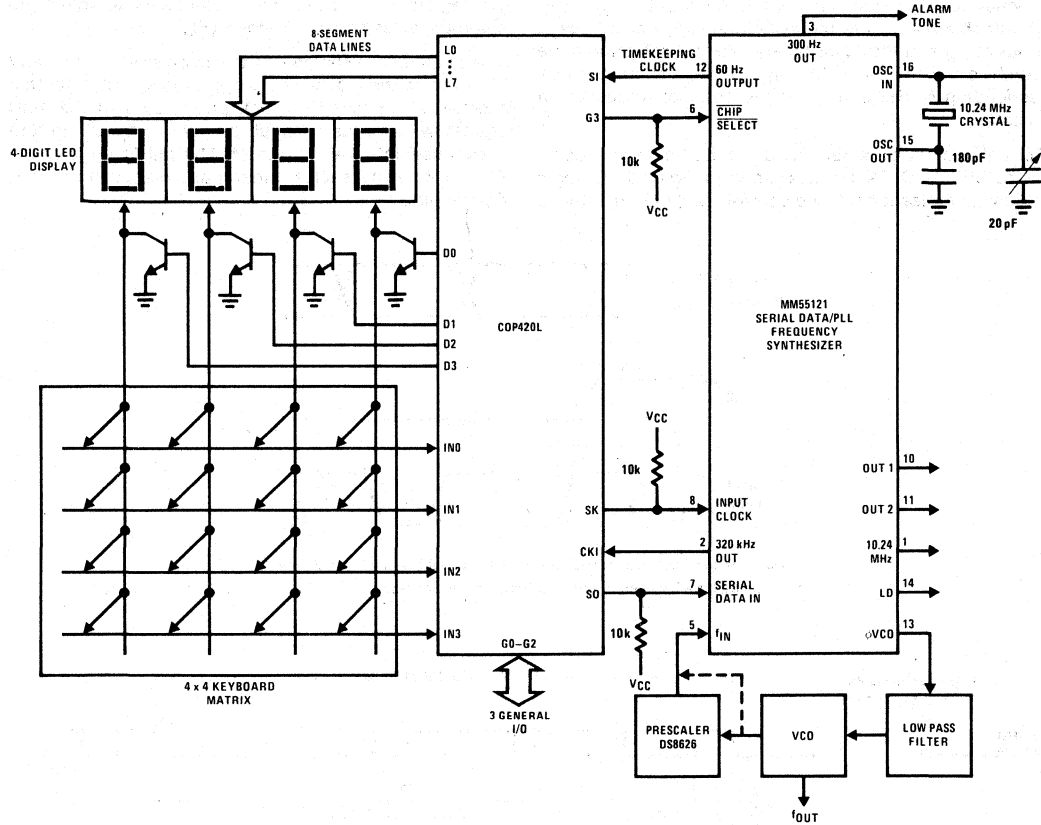 8-SEGMENT
DATA LINES
4-DIGIT LED
DISPLAY
L0
L7
D0
D1
D2
D3
COP420L
IN0
IN1
IN2
IN3
4 x 4 KEYBOARD
MATRIX
G0–G2
3 GENERAL
I/O
SI
G3
SK
CKI
SO
TIMEKEEPING
CLOCK
10k
VCC
VCC
10k
10k
VCC
3
ALARM
TONE
300 Hz
OUT
12
60 Hz
OUTPUT
6
CHIP
SELECT
OSC
IN
16
10.24 MHz
CRYSTAL
OSC
OUT
15
180pF
20 pF
MM55121
SERIAL DATA/PLL
FREQUENCY
SYNTHESIZER
8
INPUT
CLOCK
2
320 kHz
OUT
7
SERIAL
DATA IN
5
fIN
OUT 1
10
OUT 2
11
10.24
MHz
1
LD
14
φVCO
13
PRESCALER
DS8626
VCO
LOW PASS
FILTER
fOUT